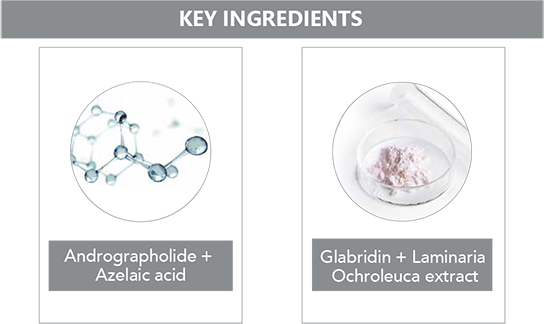 KEY INGREDIENTS
Andrographolide +
Azelaic acid
Glabridin + Laminaria
Ochroleuca extract